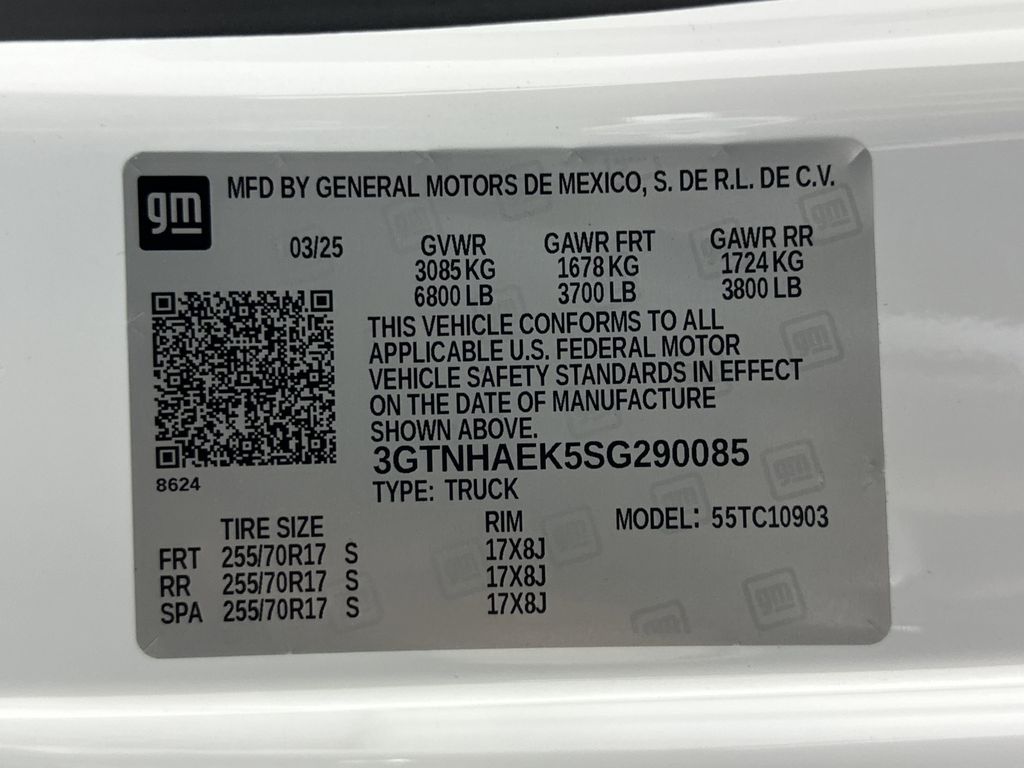 gm
MFD BY GENERAL MOTORS DE MEXICO, S. DE R.L. DE C.V.
03/25 GVWR GAWR FRT GAWR RR
3085 KG 1678 KG 1724 KG
6800 LB 3700 LB 3800 LB
THIS VEHICLE CONFORMS TO ALL
APPLICABLE U.S. FEDERAL MOTOR
VEHICLE SAFETY STANDARDS IN EFFECT
ON THE DATE OF MANUFACTURE
SHOWN ABOVE.
3GTNHAEK5SG290085
8624
TYPE: TRUCK
TIRE SIZE RIM MODEL: 55TC10903
FRT 255/70R17 S 17X8J
RR 255/70R17 S 17X8J
SPA 255/70R17 S 17X8J